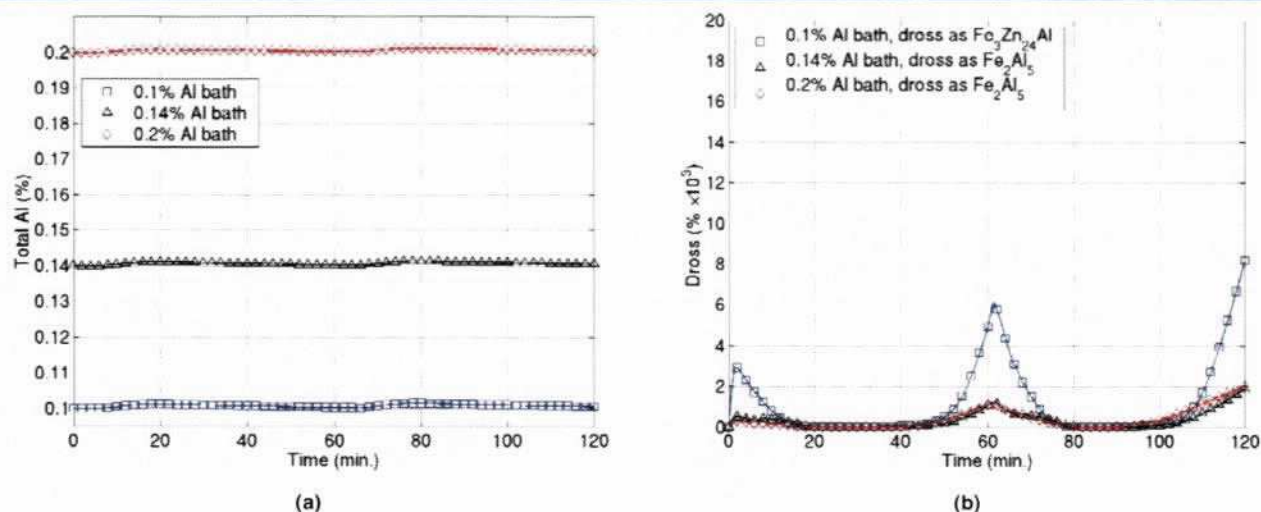 0.2
0.19
0.18
0.17
0.16
0.15
0.14
0.13
0.12
0.11
0.1
Total Al (%)
0.1% Al bath
0.14% Al bath
0.2% Al bath
0 20 40 60 80 100 120
Time (min.)
(a)
20
18
16
14
12
10
8
6
4
2
0
Dross (% ×10³)
0.1% Al bath, dross as Fe₃Zn₂₄Al
0.14% Al bath, dross as Fe₂Al₅
0.2% Al bath, dross as Fe₂Al₅
0 20 40 60 80 100 120
Time (min.)
(b)